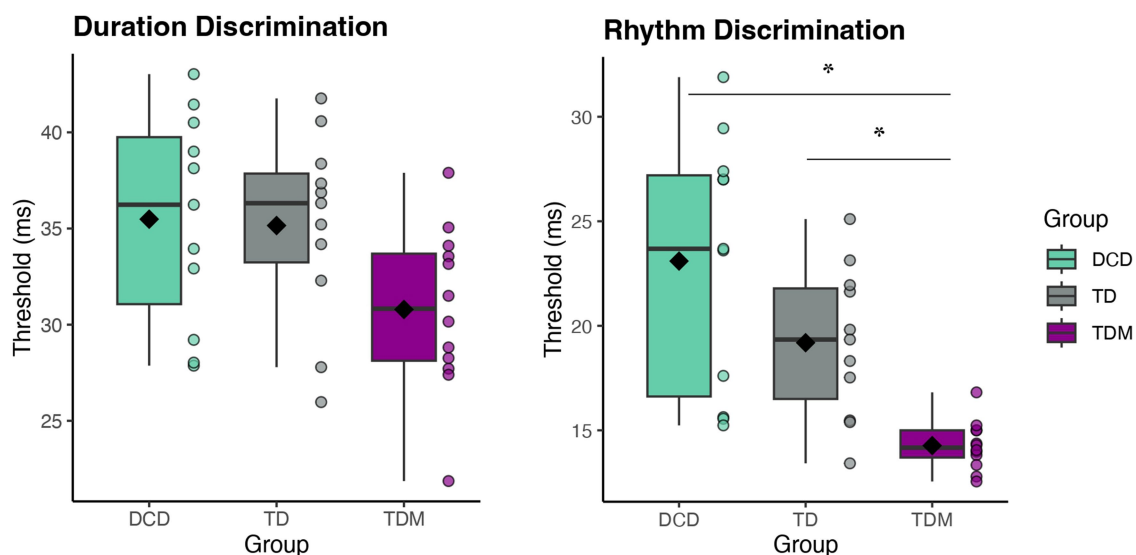 Duration Discrimination
Threshold (ms)
40
35
30
25
DCD TD TDM
Group
Rhythm Discrimination
*
*
Threshold (ms)
30
25
20
15
DCD TD TDM
Group
Group
DCD
TD
TDM